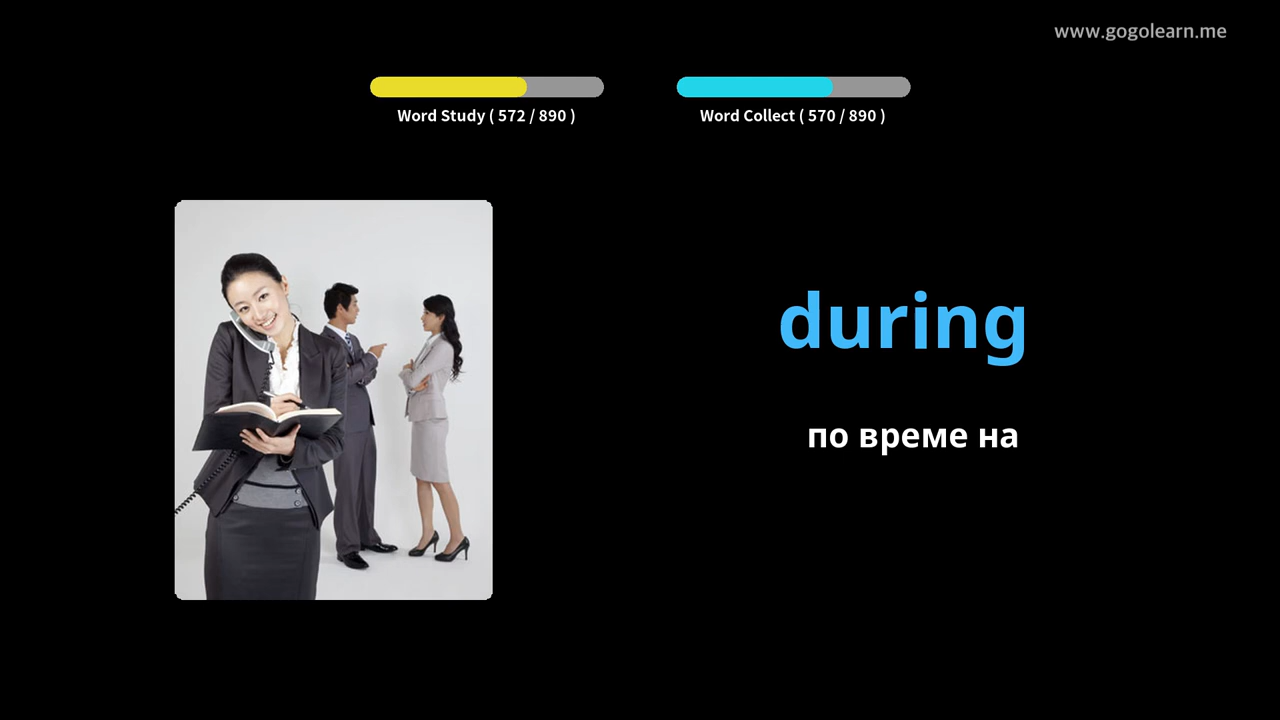 www.gogolearn.me
Word Study ( 572 / 890 )
Word Collect ( 570 / 890 )
during
по време на